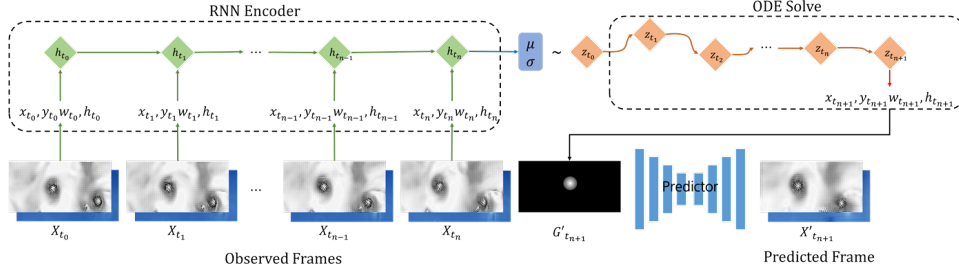 RNN Encoder
ODE Solve
h_{t_0} h_{t_1} ... h_{t_{n-1}} h_{t_n} μ σ ~ z_{t_0} z_{t_1} z_{t_2} ... z_{t_n} z_{t_{n+1}}
x_{t_0}, y_{t_0} w_{t_0}, h_{t_0} x_{t_1}, y_{t_1} w_{t_1}, h_{t_1} x_{t_{n-1}}, y_{t_{n-1}} w_{t_{n-1}}, h_{t_{n-1}} x_{t_n}, y_{t_n} w_{t_n}, h_{t_n} x_{t_{n+1}}, y_{t_{n+1}} w_{t_{n+1}}, h_{t_{n+1}}
... Predictor
X_{t_0} X_{t_1} X_{t_{n-1}} X_{t_n} G'_{t_{n+1}} X'_{t_{n+1}}
Observed Frames
Predicted Frame